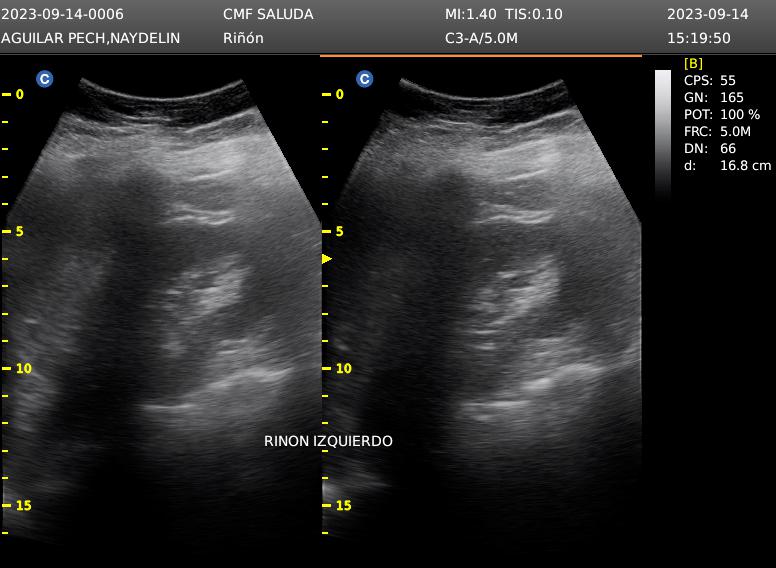 2023-09-14-0006 CMF SALUDA MI:1.40 TIS:0.10 2023-09-14
AGUILAR PECH,NAYDELIN Riñón C3-A/5.0M 15:19:50
[B]
CPS: 55
GN: 165
POT: 100 %
FRC: 5.0M
DN: 66
d: 16.8 cm
C C
0 0
5 5
10 10
RINON IZQUIERDO
15 15